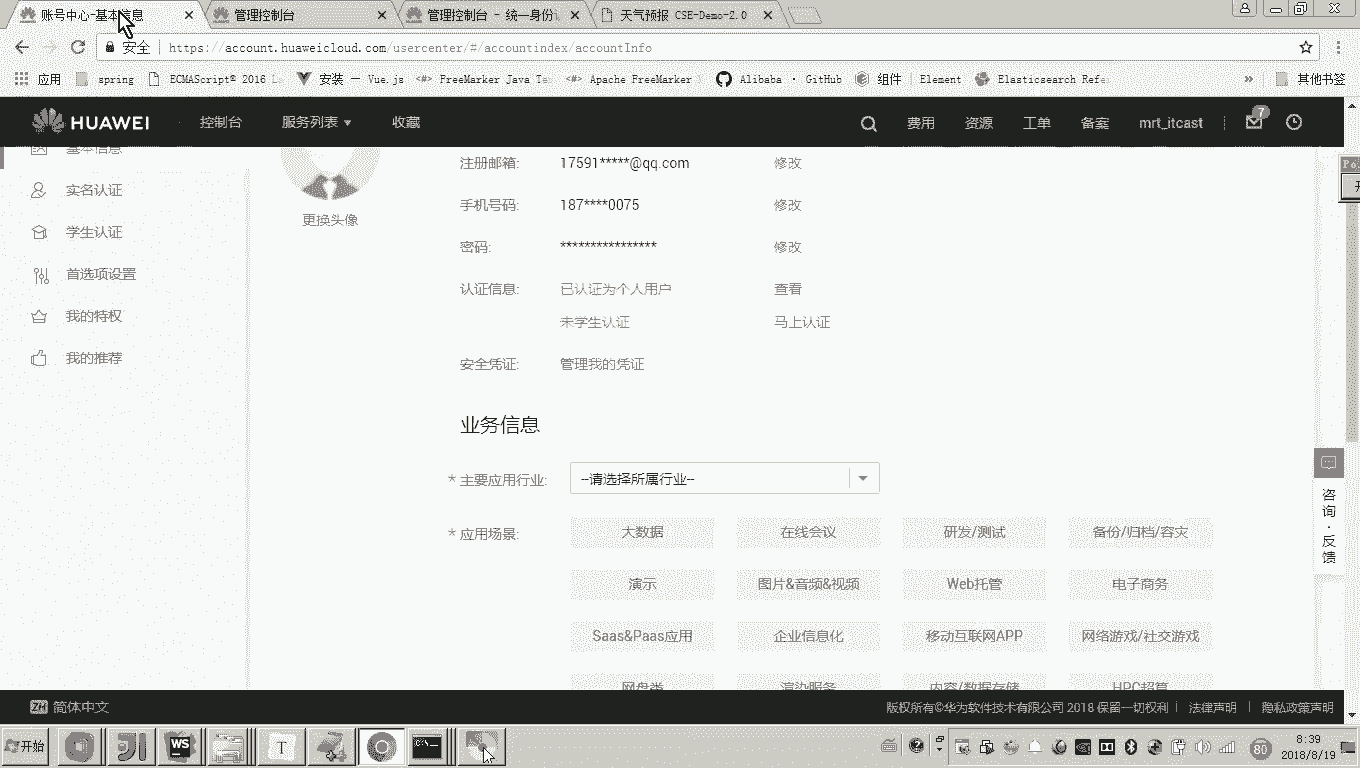 账号中心-基本信息
管理控制台
管理控制台 - 统一身份认
天气预报 CSE-Demo-2.0
安全 https://account.huaweicloud.com/usercenter/#/accountindex/accountInfo
应用 spring ECMAScript® 2016 La 安装 — Vue.js FreeMarker Java Te Apache FreeMarker Alibaba · GitHub 组件 | Element Elasticsearch Refe » 其他书签
HUAWEI 控制台 服务列表 收藏 费用 资源 工单 备案 mrt_itcast 7
基本信息
实名认证
学生认证
首选项设置
我的特权
我的推荐
更换头像
注册邮箱: 17591*****@qq.com 修改
手机号码: 187****0075 修改
密码: **************** 修改
认证信息: 已认证为个人用户 查看
未学生认证 马上认证
安全凭证: 管理我的凭证
业务信息
* 主要应用行业: --请选择所属行业--
* 应用场景: 大数据 在线会议 研发/测试 备份/归档/容灾
演示 图片&音频&视频 Web托管 电子商务
Saas&Paas应用 企业信息化 移动互联网APP 网络游戏/社交游戏
网盘类 渲染服务 内容/数据存储 HPC超算
咨询·反馈
ZH 简体中文 版权所有©华为软件技术有限公司 2018 保留一切权利 | 法律声明 | 隐私政策声明
开始 WS T C:\ 80 8:39
2018/8/19